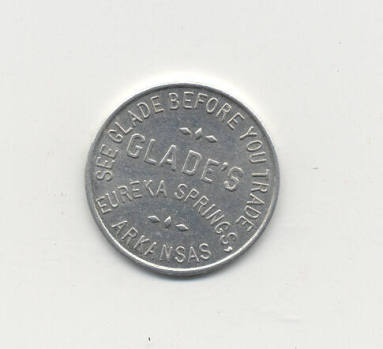 SEE GLADE BEFORE YOU TRADE
GLADE'S
EUREKA SPRINGS,
ARKANSAS